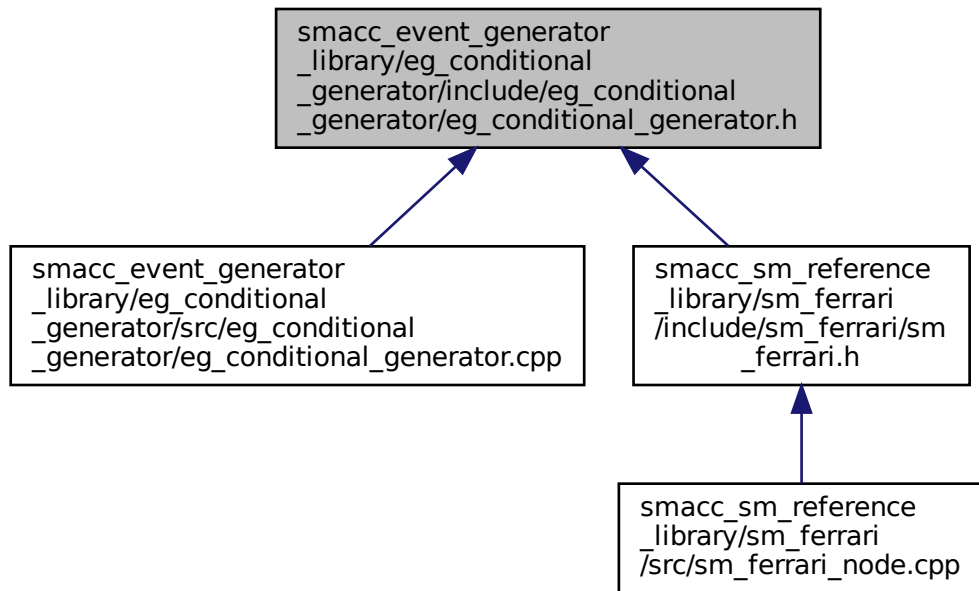 smacc_event_generator
_library/eg_conditional
_generator/include/eg_conditional
_generator/eg_conditional_generator.h
smacc_event_generator
_library/eg_conditional
_generator/src/eg_conditional
_generator/eg_conditional_generator.cpp
smacc_sm_reference
_library/sm_ferrari
/include/sm_ferrari/sm
_ferrari.h
smacc_sm_reference
_library/sm_ferrari
/src/sm_ferrari_node.cpp